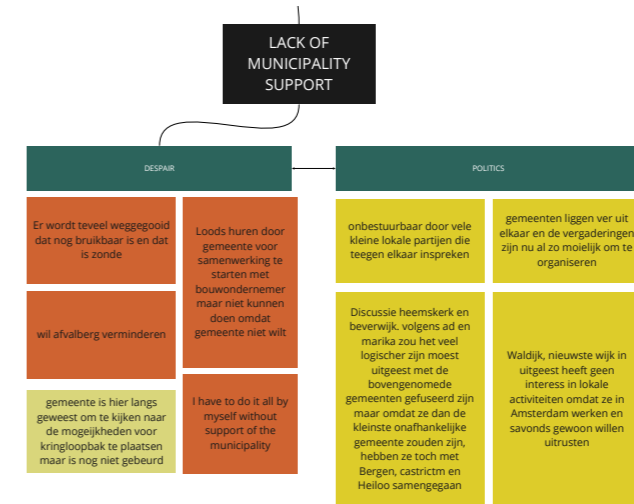 LACK OF
MUNICIPALITY
SUPPORT
DESPAIR
Er wordt teveel weggegooid
dat nog bruikbaar is en dat
is zonde
wil afvalberg verminderen
gemeente is hier langs
geweest om te kijken naar
de mogeijkheden voor
kringloopbak te plaatsen
maar is nog niet gebeurd
Loods huren door
gemeente voor
samenwerking te
starten met
bouwondernemer
maar niet kunnen
doen omdat
gemeente niet wilt
I have to do it all by
myself without
support of the
municipality
POLITICS
onbestuurbaar door vele
kleine lokale partijen die
teegen elkaar inspreken
gemeenten liggen ver uit
elkaar en de vergaderingen
zijn nu al zo moielijk om te
organiseren
Discussie heemskerk en
beverwijk. volgens ad en
marika zou het veel
logischer zijn moest
uitgeest met de
bovengenomede
gemeenten gefuseerd zijn
maar omdat ze dan de
kleinste onafhankelijke
gemeente zouden zijn,
hebben ze toch met
Bergen, castrictm en
Heiloo samengegaan
Waldijk, nieuwste wijk in
uitgeest heeft geen
interess in lokale
activiteiten omdat ze in
Amsterdam werken en
savonds gewoon willen
uitrusten